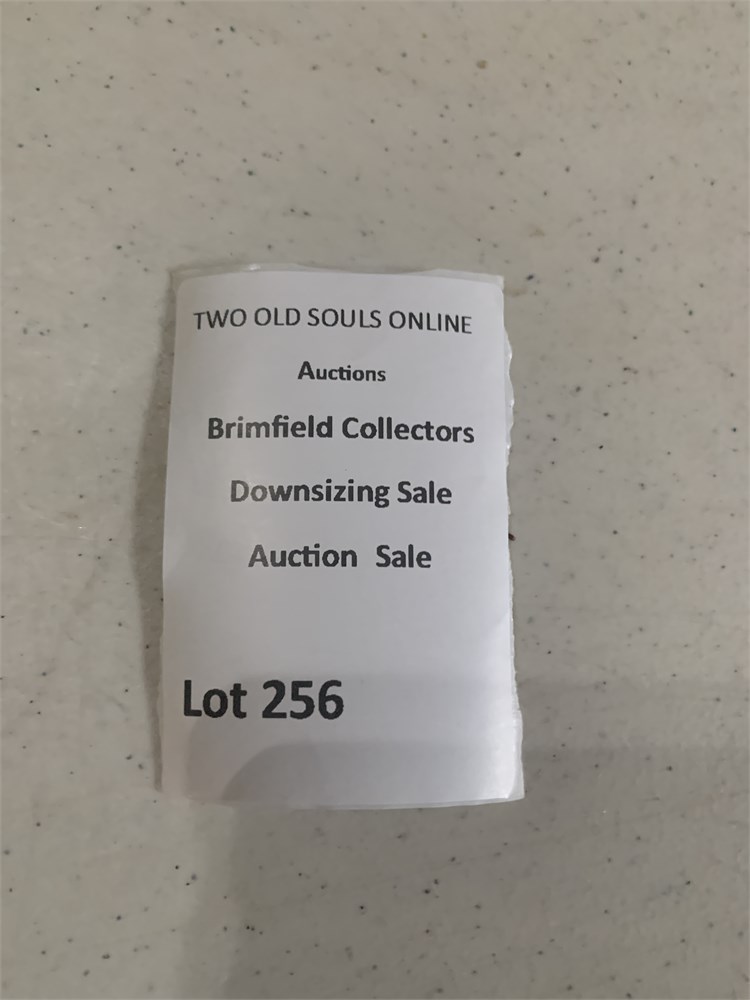 TWO OLD SOULS ONLINE
Auctions
Brimfield Collectors
Downsizing Sale
Auction Sale
Lot 256